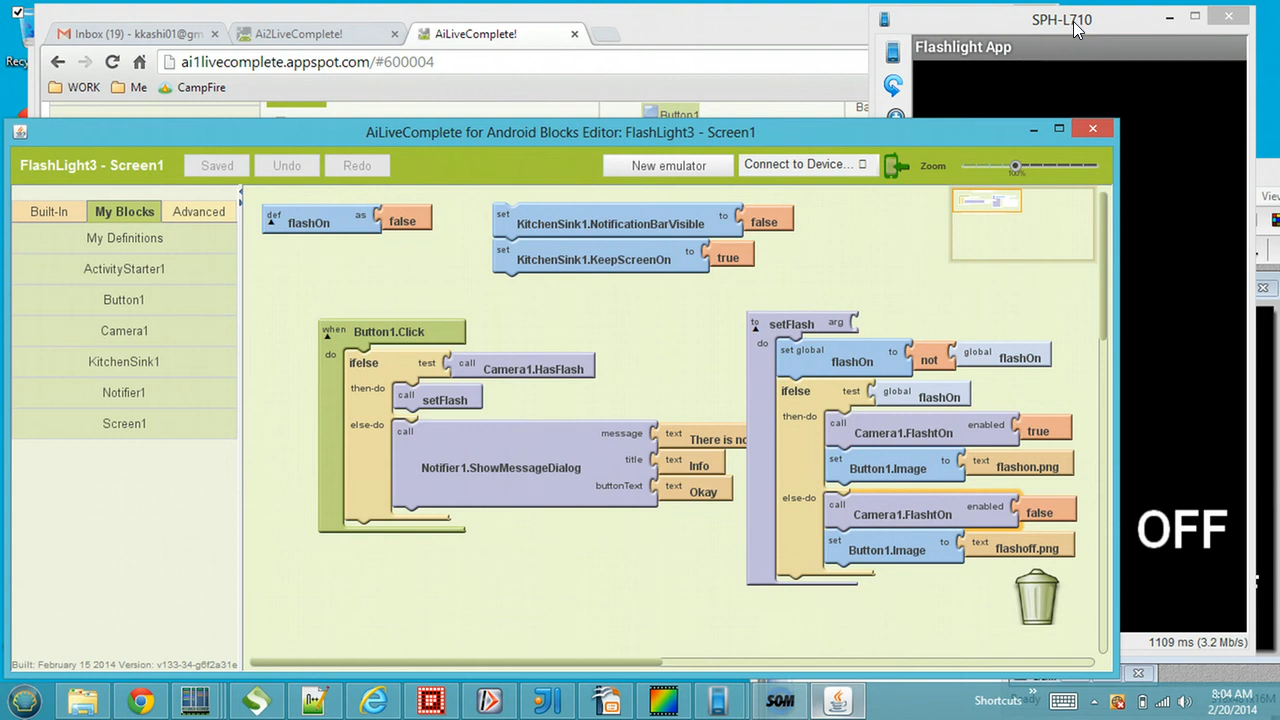 Inbox (19) - kkashi01@gm
Ai2LiveComplete!
AiLiveComplete!
SPH-L710
ai1livecomplete.appspot.com/#600004
Flashlight App
WORK
Me
CampFire
Button1
Ba
AiLiveComplete for Android Blocks Editor: FlashLight3 - Screen1
FlashLight3 - Screen1
Saved
Undo
Redo
New emulator
Connect to Device...
Zoom
100%
Built-In
My Blocks
Advanced
My Definitions
ActivityStarter1
Button1
Camera1
KitchenSink1
Notifier1
Screen1
def flashOn as false
set KitchenSink1.NotificationBarVisible to false
set KitchenSink1.KeepScreenOn to true
when Button1.Click
do ifelse test call Camera1.HasFlash
then-do call setFlash
else-do call Notifier1.ShowMessageDialog
message text There is no
title text Info
buttonText text Okay
to setFlash arg
do set global flashOn to not global flashOn
ifelse test global flashOn
then-do call Camera1.FlashtOn enabled true
set Button1.Image to text flashon.png
else-do call Camera1.FlashtOn enabled false
set Button1.Image to text flashoff.png
OFF
1109 ms (3.2 Mb/s)
Built: February 15 2014 Version: v133-34-g6f2a31e
SOM
Shortcuts
8:04 AM
2/20/2014